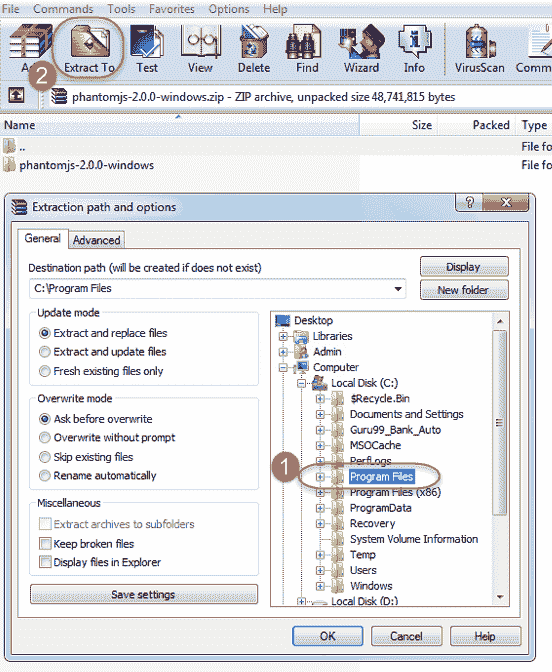 File Commands Tools Favorites Options Help
Extract To Test View Delete Find Wizard Info VirusScan Comm
2
phantomjs-2.0.0-windows.zip - ZIP archive, unpacked size 48,741,815 bytes
Name Size Packed Type
.. File fo
phantomjs-2.0.0-windows File fo
Extraction path and options
General Advanced
Destination path (will be created if does not exist) Display
C:\Program Files New folder
Update mode
Extract and replace files
Extract and update files
Fresh existing files only
Overwrite mode
Ask before overwrite
Overwrite without prompt
Skip existing files
Rename automatically
Miscellaneous
Extract archives to subfolders
Keep broken files
Display files in Explorer
Save settings
Desktop
Libraries
Admin
Computer
Local Disk (C:)
$Recycle.Bin
Documents and Settings
Guru99_Bank_Auto
MSOCache
PerfLogs
1
Program Files
Program Files (x86)
ProgramData
Recovery
System Volume Information
Temp
Users
Windows
Local Disk (D:)
OK Cancel Help